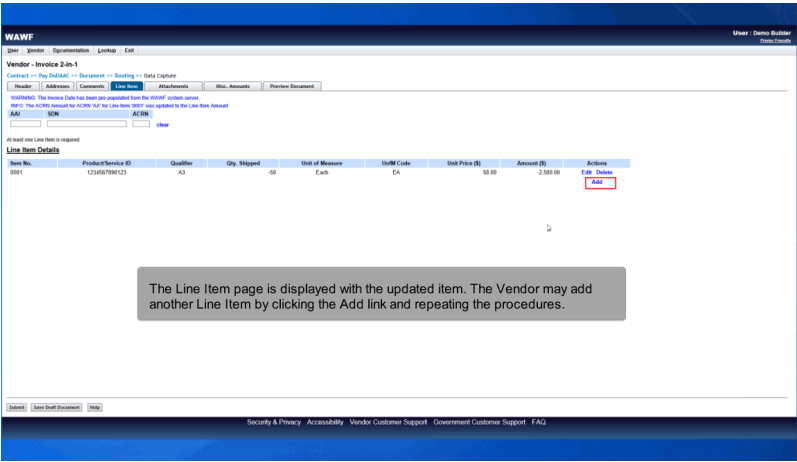 WAWF
User : Demo Builder
Printer Friendly
User Vendor Documentation Lookup Exit
Vendor - Invoice 2-in-1
Contract >> Pay DoDAAC >> Document >> Routing >> Data Capture
Header Addresses Comments Line Item Attachments Misc. Amounts Preview Document
WARNING: The Invoice Date has been pre-populated from the WAWF system server.
INFO: The ACRN Amount for ACRN 'AA' for Line Item '0001' was updated to the Line Item Amount
AAI SDN ACRN
clear
At least one Line Item is required
Line Item Details
Item No. Product/Service ID Qualifier Qty. Shipped Unit of Measure UofM Code Unit Price ($) Amount ($) Actions
0001 1234567890123 A3 -50 Each EA 50.00 -2,500.00 Edit Delete
Add
The Line Item page is displayed with the updated item. The Vendor may add
another Line Item by clicking the Add link and repeating the procedures.
Submit Save Draft Document Help
Security & Privacy Accessibility Vendor Customer Support Government Customer Support FAQ